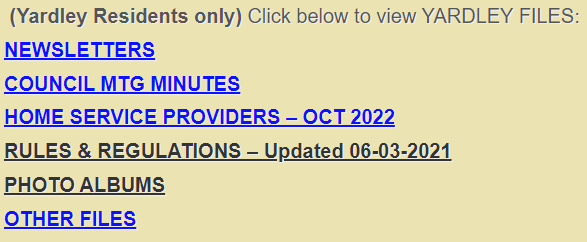 (Yardley Residents only) Click below to view YARDLEY FILES:
NEWSLETTERS
COUNCIL MTG MINUTES
HOME SERVICE PROVIDERS – OCT 2022
RULES & REGULATIONS – Updated 06-03-2021
PHOTO ALBUMS
OTHER FILES